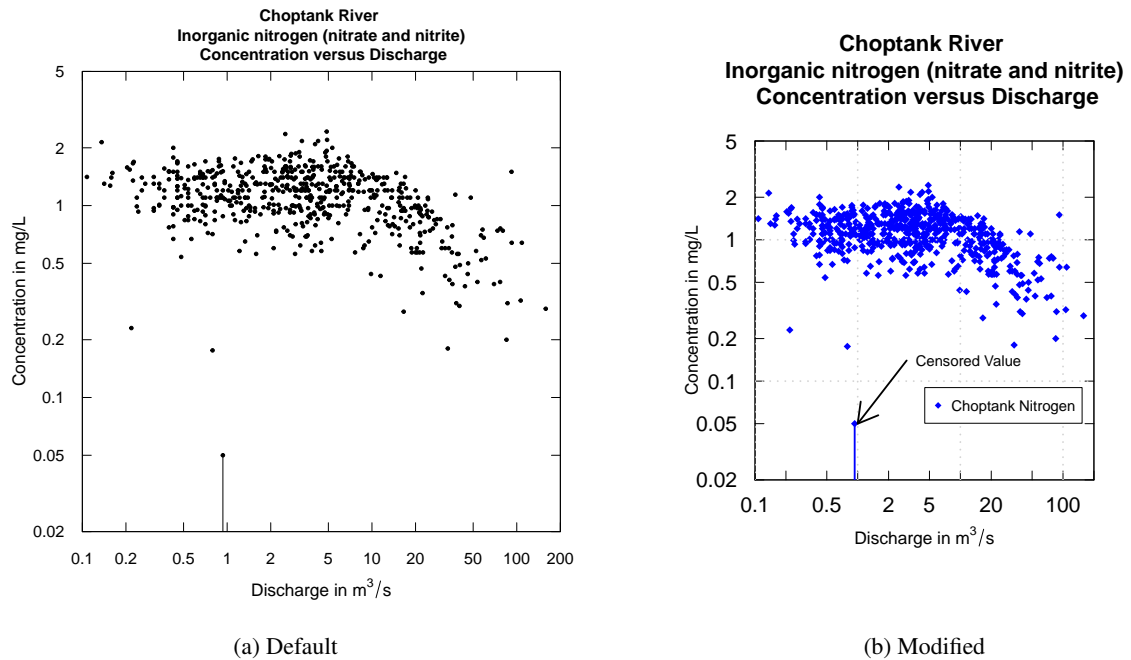 Choptank River
Inorganic nitrogen (nitrate and nitrite)
Concentration versus Discharge
5
2
1
0.5
0.2
0.1
0.05
0.02
Concentration in mg/L
0.1 0.2 0.5 1 2 5 10 20 50 100 200
Discharge in m³/s
(a) Default
Choptank River
Inorganic nitrogen (nitrate and nitrite)
Concentration versus Discharge
5
2
1
0.5
0.2
0.1
0.05
0.02
Concentration in mg/L
Censored Value
Choptank Nitrogen
0.1 0.5 2 5 20 100
Discharge in m³/s
(b) Modified